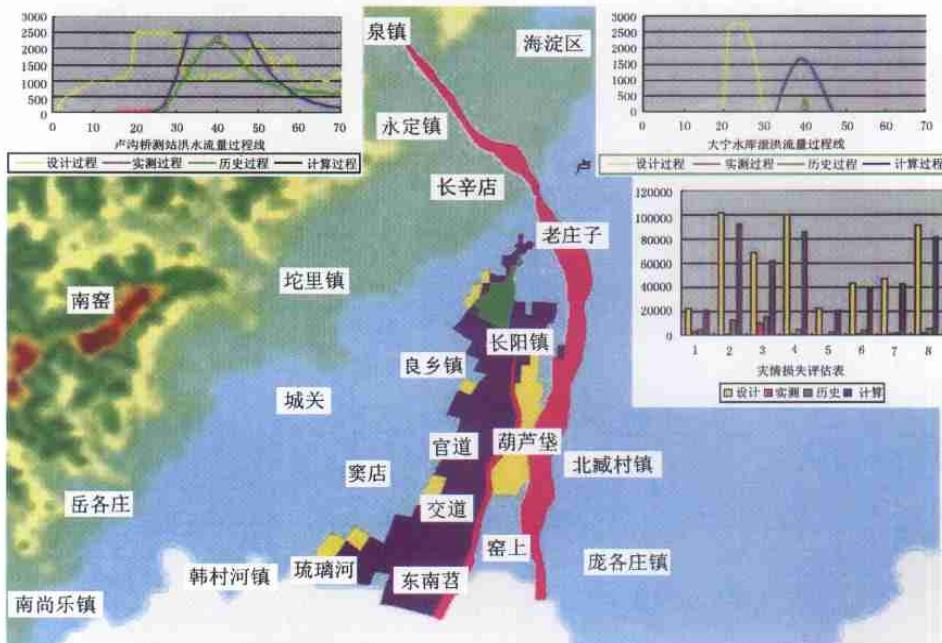 3000
2500
2000
1500
1000
500
0
0 10 20 30 40 50 60 70
卢沟桥测站洪水流量过程线
设计过程 实测过程 历史过程 计算过程
3000
2500
2000
1500
1000
500
0
0 10 20 30 40 50 60 70
大宁水库泄洪流量过程线
设计过程 实测过程 历史过程 计算过程
120000
100000
80000
60000
40000
20000
0
1 2 3 4 5 6 7 8
灾情损失评估表
设计 实测 历史 计算
泉镇
海淀区
永定镇
卢
长辛店
老庄子
坨里镇
南窑
长阳镇
良乡镇
城关
官道
葫芦垡
北臧村镇
窦店
岳各庄
交道
窑上
庞各庄镇
韩村河镇
琉璃河
东南召
南尚乐镇